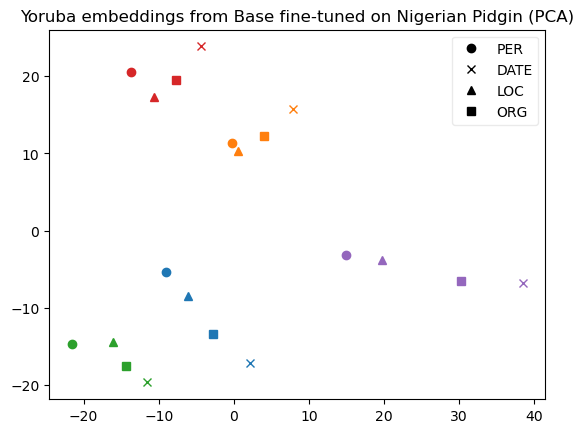 Yoruba embeddings from Base fine-tuned on Nigerian Pidgin (PCA)
PER
DATE
LOC
ORG
20
10
0
−10
−20
−20 −10 0 10 20 30 40